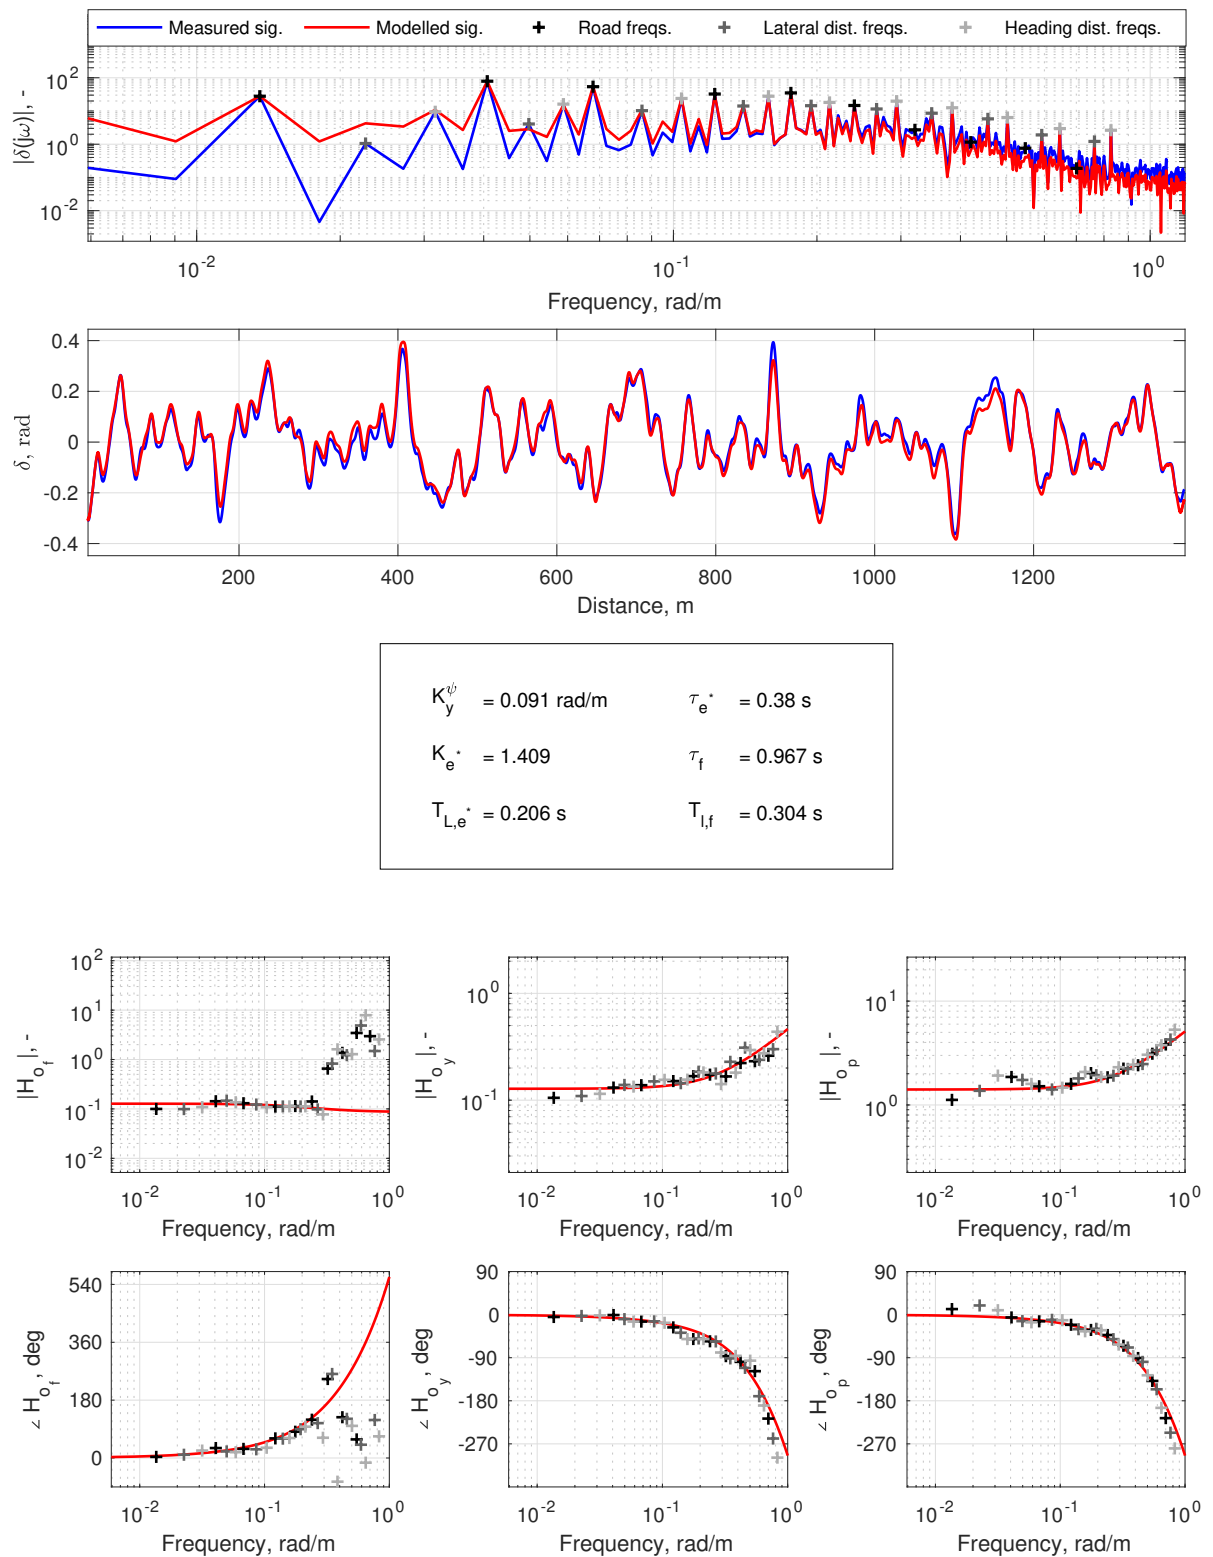 Measured sig. Modelled sig. Road freqs. Lateral dist. freqs. Heading dist. freqs.
|δ(jω)|, -
10^2
10^0
10^-2
10^-2 10^-1 10^0
Frequency, rad/m
δ, rad
0.4
0.2
0
-0.2
-0.4
200 400 600 800 1000 1200
Distance, m
K_y^ψ = 0.091 rad/m τ_e* = 0.38 s
K_e* = 1.409 τ_f = 0.967 s
T_L,e* = 0.206 s T_l,f = 0.304 s
|H_o_f|, -
10^2
10^1
10^0
10^-1
10^-2
10^-2 10^-1 10^0
Frequency, rad/m
|H_o_y|, -
10^0
10^-1
10^-2 10^-1 10^0
Frequency, rad/m
|H_o_p|, -
10^1
10^0
10^-2 10^-1 10^0
Frequency, rad/m
∠ H_o_f, deg
540
360
180
0
10^-2 10^-1 10^0
Frequency, rad/m
∠ H_o_y, deg
90
0
-90
-180
-270
10^-2 10^-1 10^0
Frequency, rad/m
∠ H_o_p, deg
90
0
-90
-180
-270
10^-2 10^-1 10^0
Frequency, rad/m